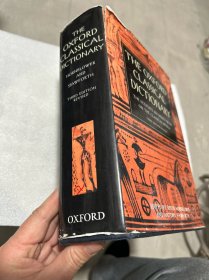 THE
OXFORD
CLASSICAL
DICTIONARY
HORNBLOWER
AND
SPAWFORTH
THIRD EDITION
REVISED
OXFORD
THE OXFORD
CLASSICAL
DICTIONARY